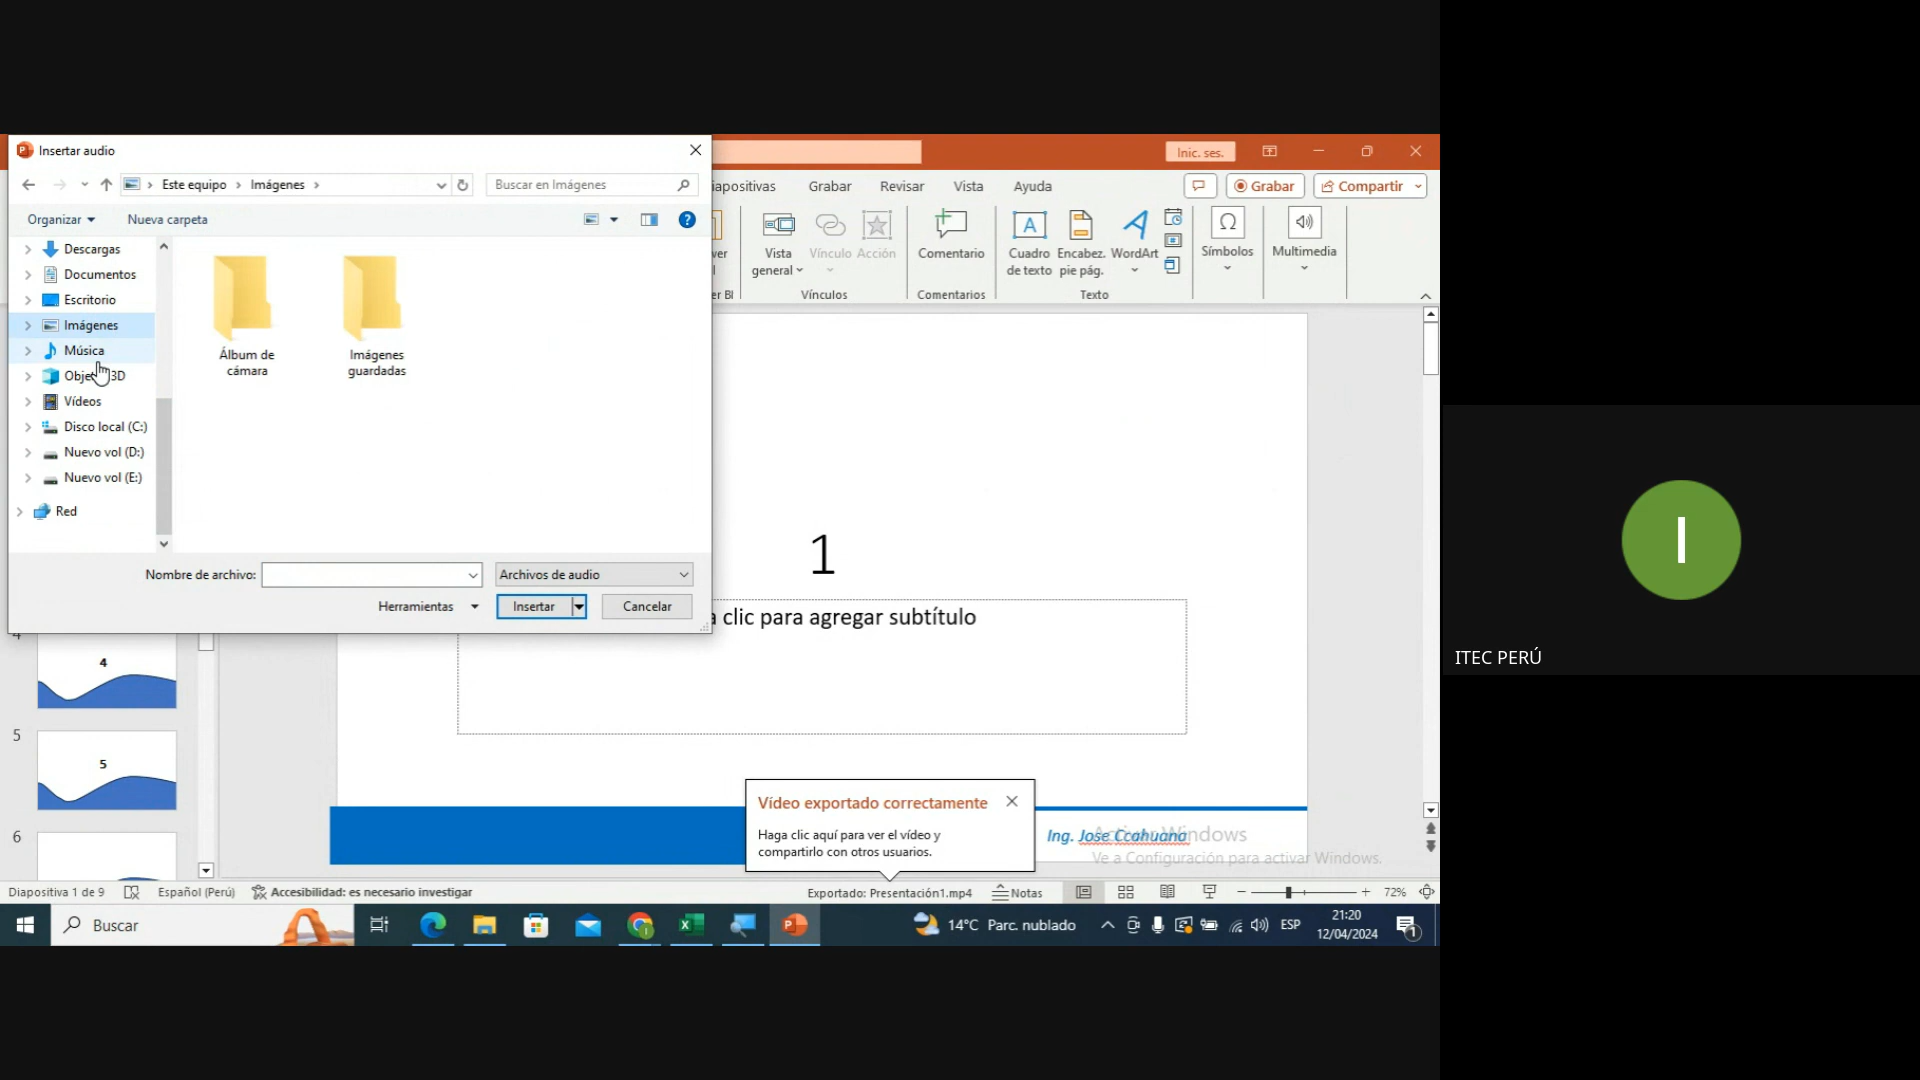 Insertar audio
Este equipo
Imágenes
Buscar en Imágenes
Organizar
Nueva carpeta
Descargas
Documentos
Escritorio
Imágenes
Música
Vídeos
Disco local (C:)
Nuevo vol (D:)
Nuevo vol (E:)
Red
Álbum de
cámara
Imágenes
guardadas
Nombre de archivo:
Archivos de audio
Herramientas
Insertar
Cancelar
Inic. ses.
iapositivas
Grabar
Revisar
Vista
Ayuda
Grabar
Compartir
ver
Vista
general
Vínculo
Acción
Comentario
Cuadro
de texto
Encabez.
pie pág.
WordArt
Símbolos
Multimedia
er BI
Vínculos
Comentarios
Texto
1
clic para agregar subtítulo
4
4
5
5
6
Vídeo exportado correctamente
Haga clic aquí para ver el vídeo y
compartirlo con otros usuarios.
Ing. Jose Ccahuana
Activar Windows
Ve a Configuración para activar Windows.
Diapositiva 1 de 9
Español (Perú)
Accesibilidad: es necesario investigar
Exportado: Presentación1.mp4
Notas
72%
Buscar
14°C Parc. nublado
ESP
21:20
12/04/2024
1
I
ITEC PERÚ